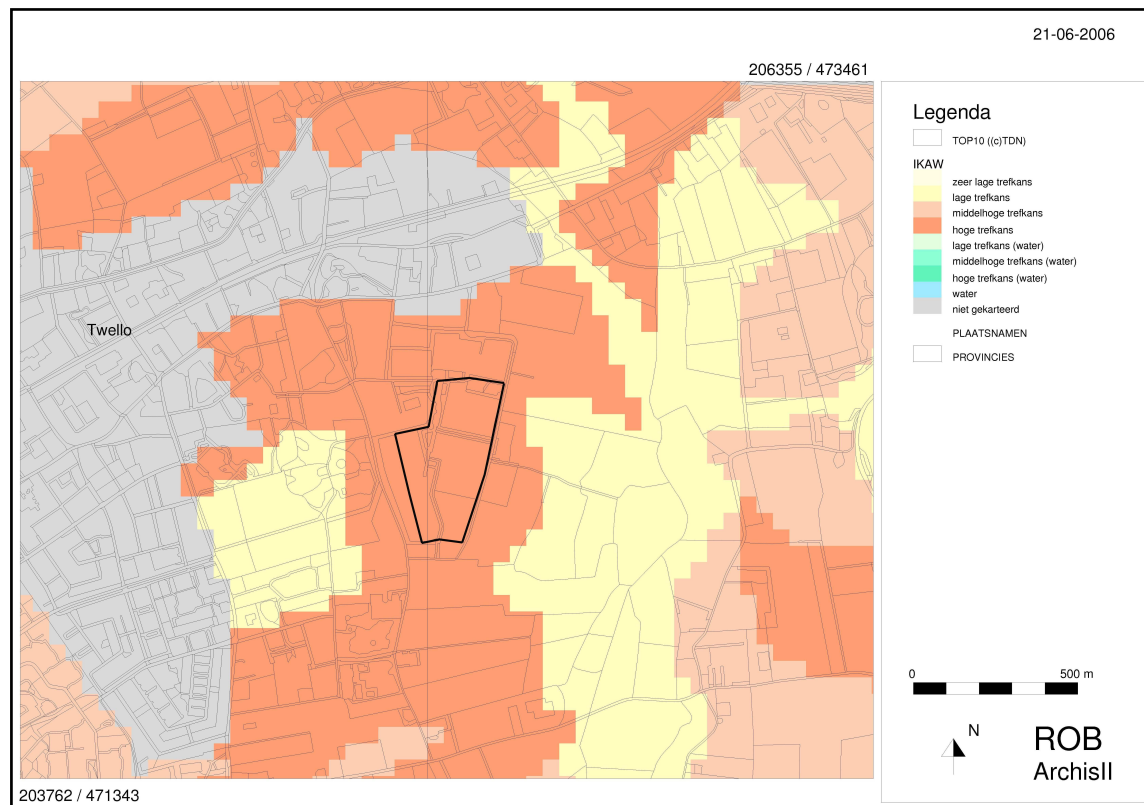 21-06-2006
206355 / 473461
Legenda
TOP10 ((c)TDN)
IKAW
zeer lage trefkans
lage trefkans
middelhoge trefkans
hoge trefkans
lage trefkans (water)
middelhoge trefkans (water)
hoge trefkans (water)
water
niet gekarteerd
PLAATSNAMEN
PROVINCIES
Twello
0 500 m
N
ROB
ArchisII
203762 / 471343